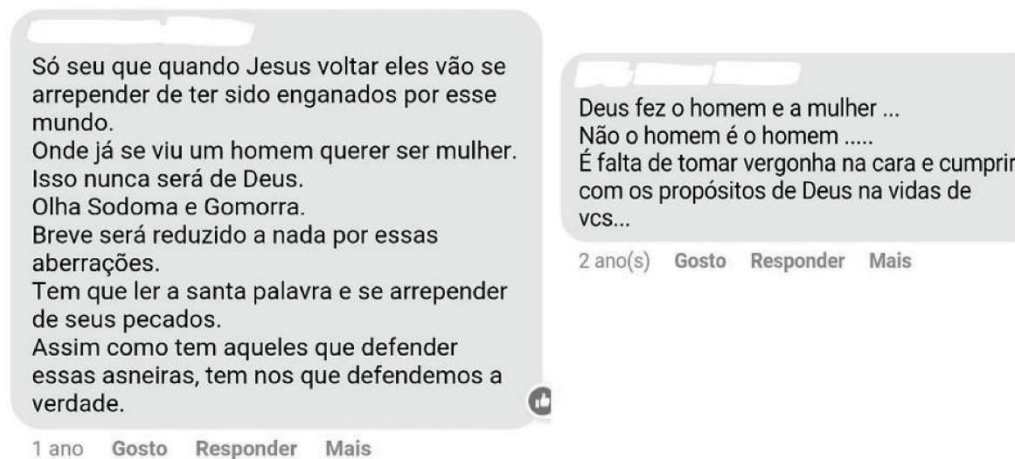 Só seu que quando Jesus voltar eles vão se
arrepender de ter sido enganados por esse
mundo.
Onde já se viu um homem querer ser mulher.
Isso nunca será de Deus.
Olha Sodoma e Gomorra.
Breve será reduzido a nada por essas
aberrações.
Tem que ler a santa palavra e se arrepender
de seus pecados.
Assim como tem aqueles que defender
essas asneiras, tem nos que defendemos a
verdade.
1 ano Gosto Responder Mais
Deus fez o homem e a mulher ...
Não o homem é o homem .....
É falta de tomar vergonha na cara e cumprir
com os propósitos de Deus na vidas de
vcs...
2 ano(s) Gosto Responder Mais